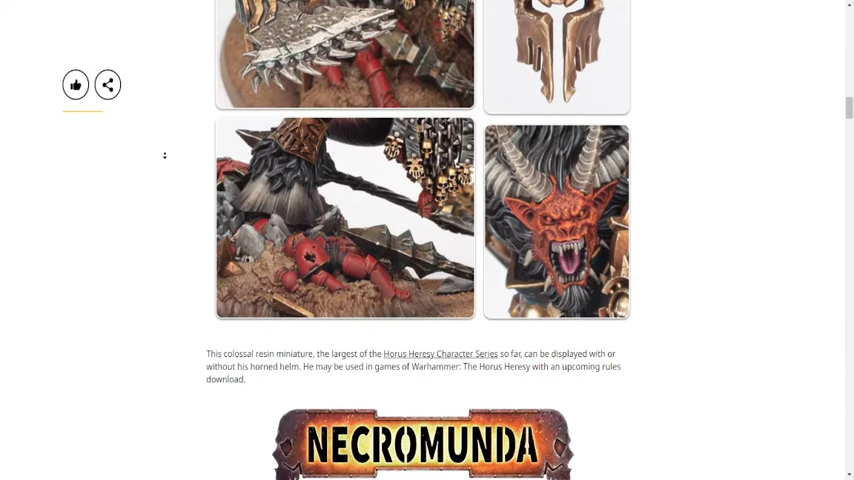 This colossal resin miniature, the largest of the Horus Heresy Character Series so far, can be displayed with or
without his horned helm. He may be used in games of Warhammer: The Horus Heresy with an upcoming rules
download.
NECROMUNDA